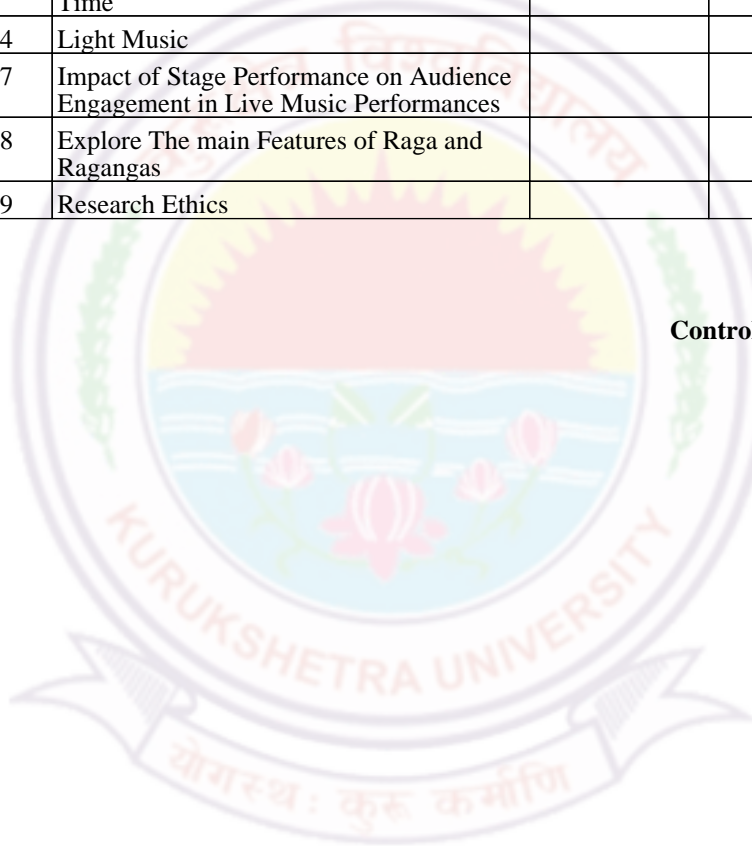 Time
4 Light Music
7 Impact of Stage Performance on Audience
Engagement in Live Music Performances
8 Explore The main Features of Raga and
Ragangas
9 Research Ethics
Control
कुरुक्षेत्र विश्वविद्यालय
KURUKSHETRA UNIVERSITY
योगस्थः कुरु कर्माणि